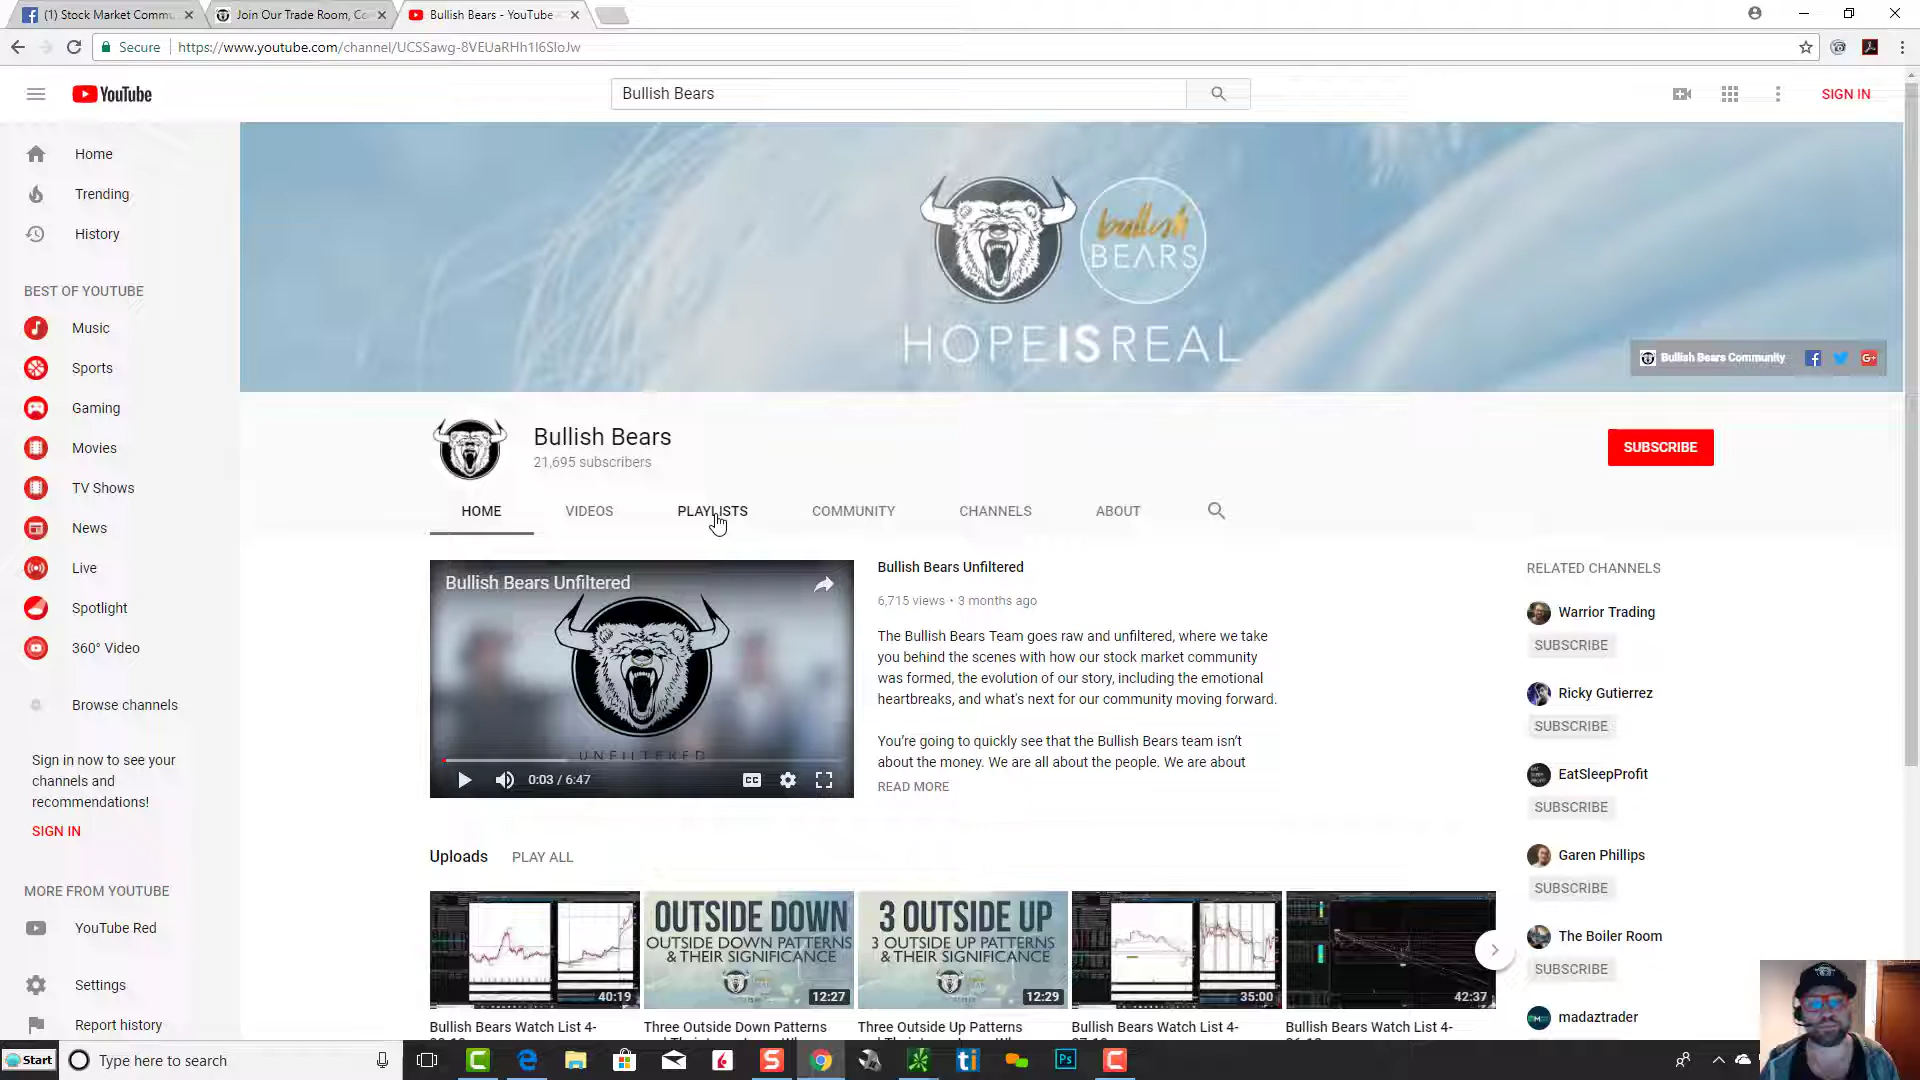 (1) Stock Market Commu
Join Our Trade Room, Co
Bullish Bears - YouTube
Secure
https://www.youtube.com/channel/UCSSawg-8VEUaRHh1I6SIoJw
YouTube
Bullish Bears
SIGN IN
Home
Trending
History
BEST OF YOUTUBE
Music
Sports
Gaming
Movies
TV Shows
News
Live
Spotlight
360° Video
Browse channels
Sign in now to see your
channels and
recommendations!
SIGN IN
MORE FROM YOUTUBE
YouTube Red
Settings
Report history
bullish
BEARS
HOPEISREAL
Bullish Bears Community
Bullish Bears
21,695 subscribers
SUBSCRIBE
HOME
VIDEOS
PLAYLISTS
COMMUNITY
CHANNELS
ABOUT
Bullish Bears Unfiltered
UNFILTERED
0:03 / 6:47
CC
Bullish Bears Unfiltered
6,715 views • 3 months ago
The Bullish Bears Team goes raw and unfiltered, where we take
you behind the scenes with how our stock market community
was formed, the evolution of our story, including the emotional
heartbreaks, and what's next for our community moving forward.
You're going to quickly see that the Bullish Bears team isn't
about the money. We are all about the people. We are about
READ MORE
RELATED CHANNELS
Warrior Trading
SUBSCRIBE
Ricky Gutierrez
SUBSCRIBE
EatSleepProfit
SUBSCRIBE
Garen Phillips
SUBSCRIBE
The Boiler Room
SUBSCRIBE
madaztrader
Uploads
PLAY ALL
40:19
OUTSIDE DOWN
OUTSIDE DOWN PATTERNS
& THEIR SIGNIFICANCE
12:27
3 OUTSIDE UP
3 OUTSIDE UP PATTERNS
& THEIR SIGNIFICANCE
12:29
35:00
42:37
Bullish Bears Watch List 4-
Three Outside Down Patterns
Three Outside Up Patterns
Bullish Bears Watch List 4-
Bullish Bears Watch List 4-
Start
Type here to search